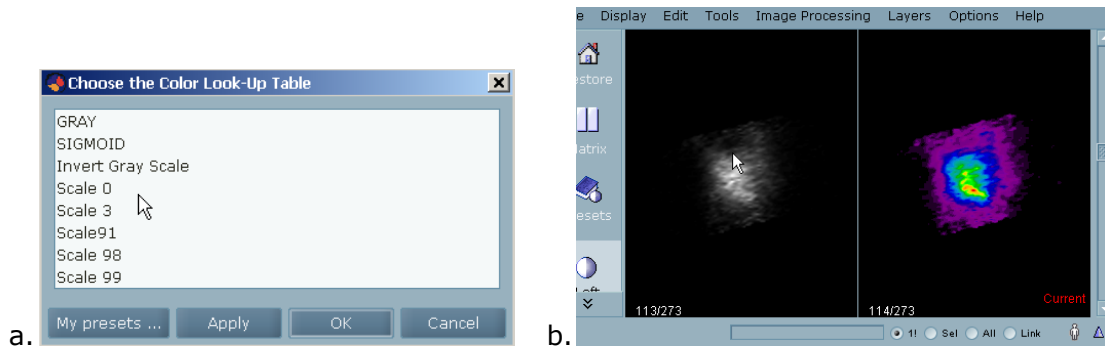 Choose the Color Look-Up Table
GRAY
SIGMOID
Invert Gray Scale
Scale 0
Scale 3
Scale91
Scale 98
Scale 99
My presets ... Apply OK Cancel
a.
e Display Edit Tools Image Processing Layers Options Help
estore
atrix
esets
113/273 114/273
Current
1! Sel All Link
b.